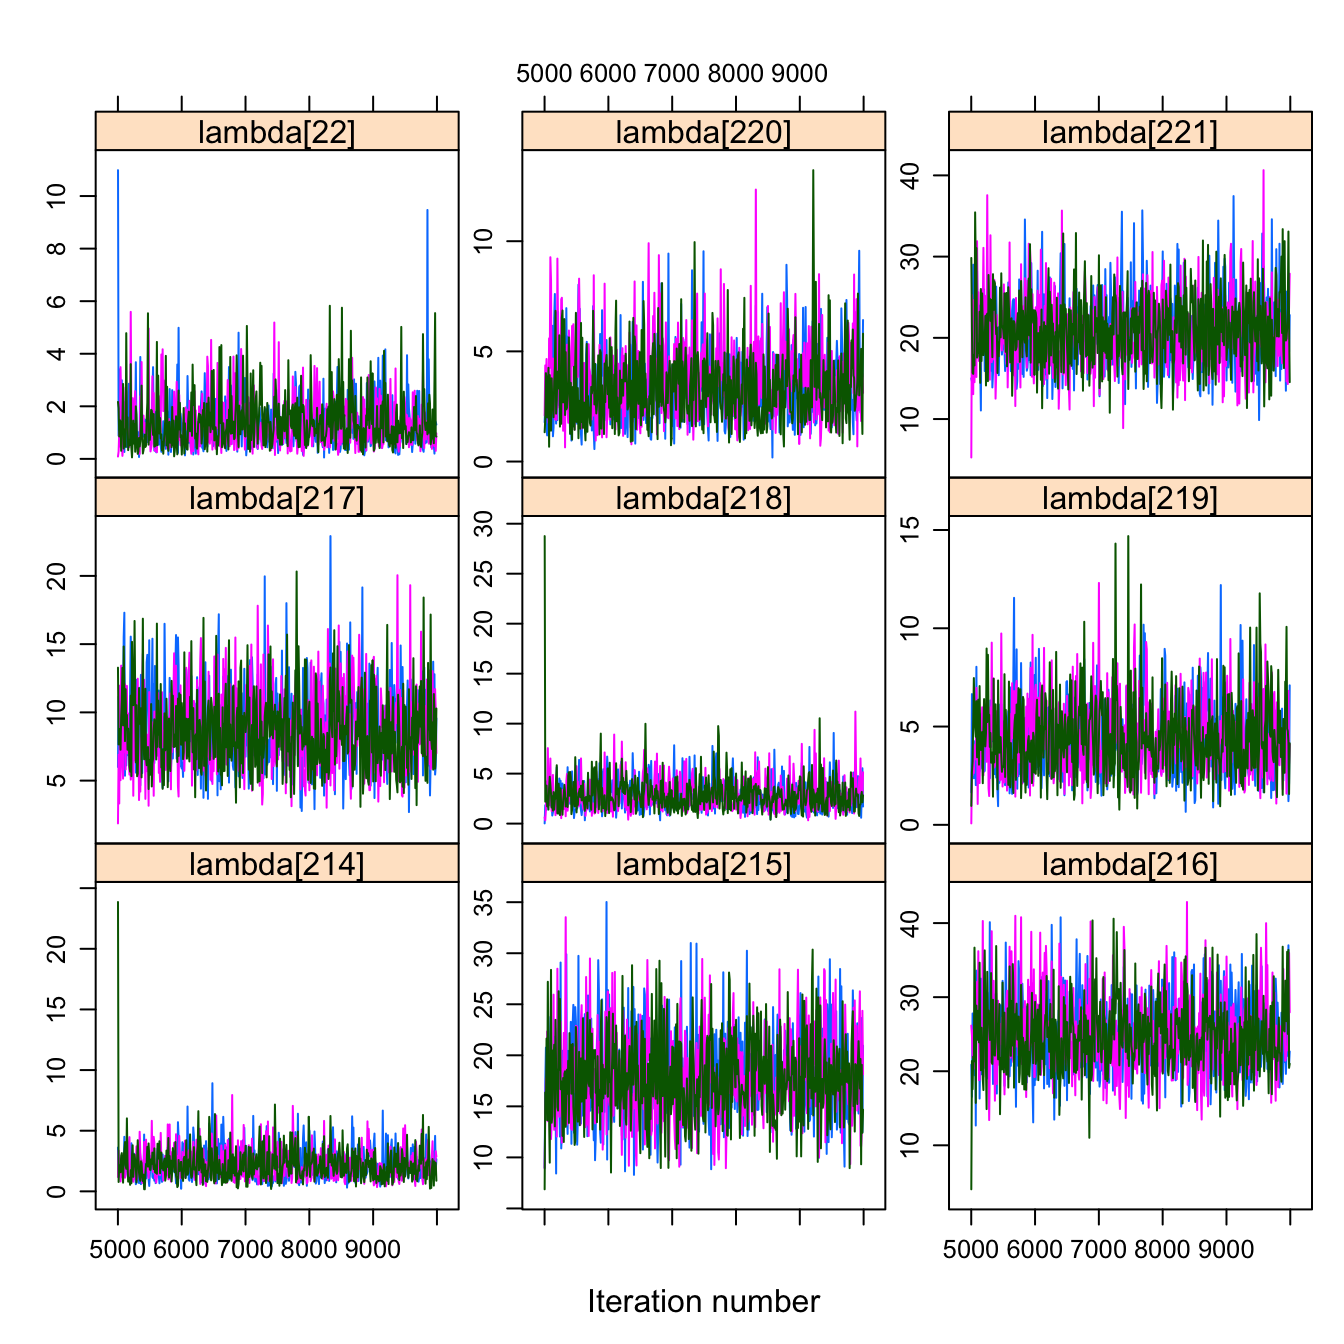 5000 6000 7000 8000 9000
lambda[22] lambda[220] lambda[221]
0 2 4 6 8 10
0 5 10
10 20 30 40
lambda[217] lambda[218] lambda[219]
5 10 15 20
0 5 10 15 20 25 30
0 5 10 15
lambda[214] lambda[215] lambda[216]
0 5 10 15 20
10 15 20 25 30 35
10 20 30 40
5000 6000 7000 8000 9000 5000 6000 7000 8000 9000
Iteration number